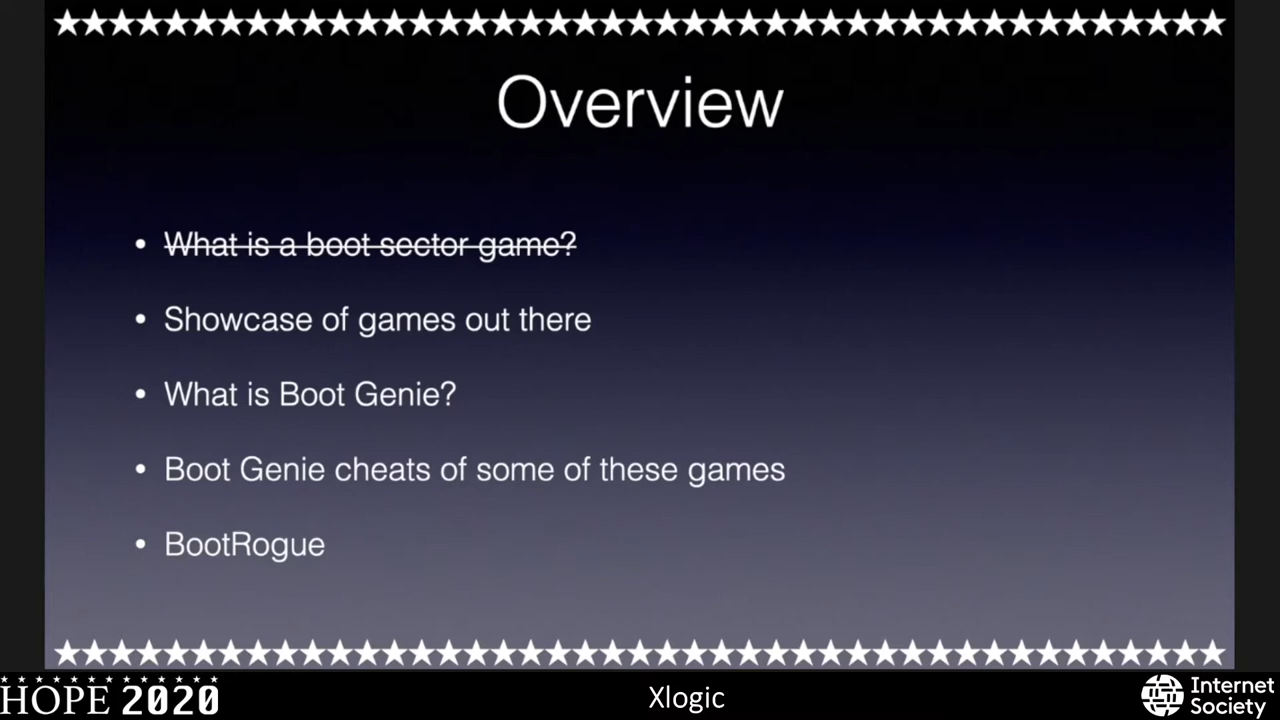 Overview
• What is a boot sector game?
• Showcase of games out there
• What is Boot Genie?
• Boot Genie cheats of some of these games
• BootRogue
HOPE 2020
Xlogic
Internet
Society